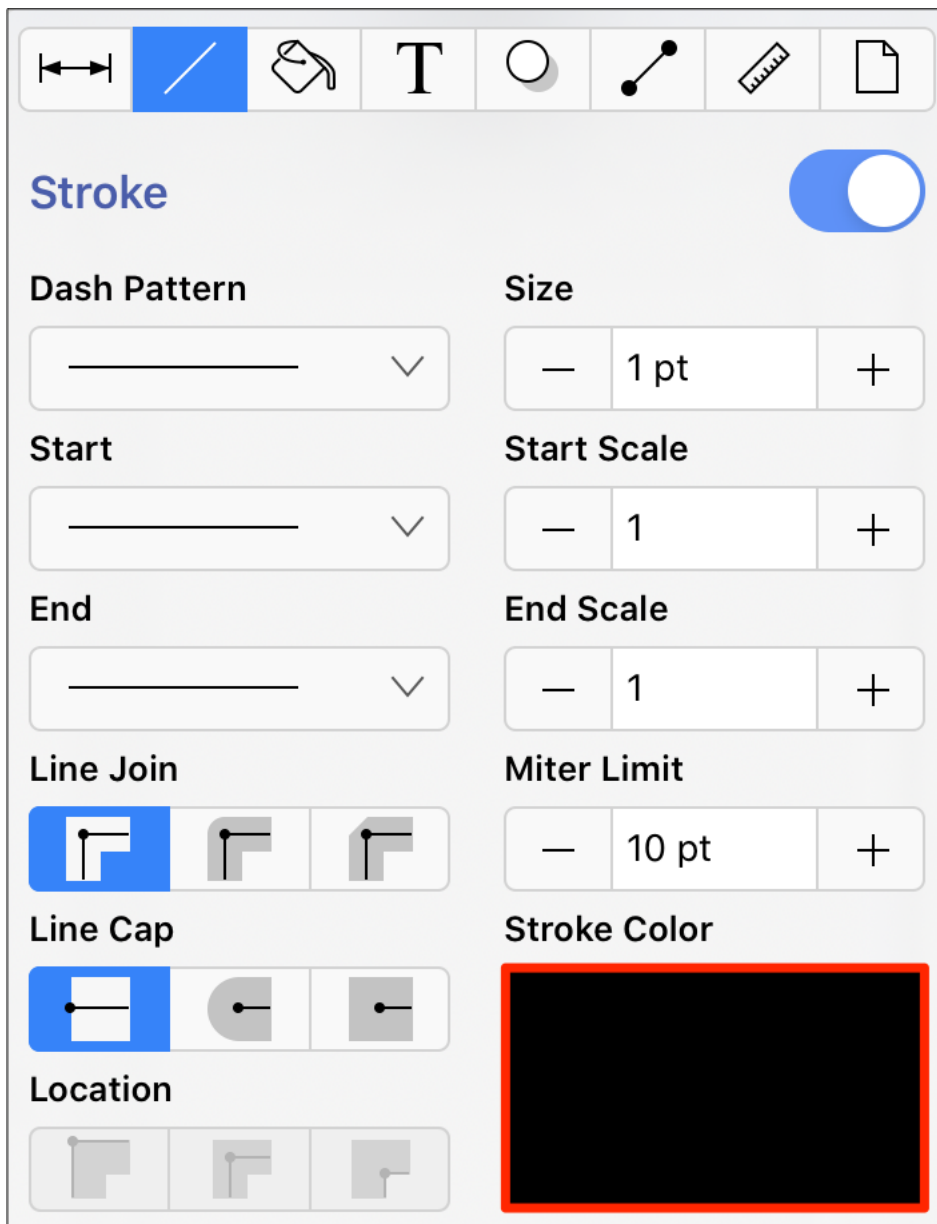 T
Stroke
Dash Pattern
Size
1 pt
Start
Start Scale
1
End
End Scale
1
Line Join
Miter Limit
10 pt
Line Cap
Stroke Color
Location